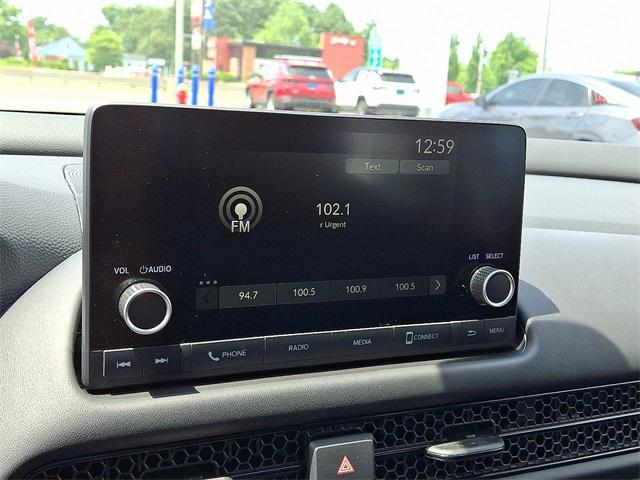 12:59
Text Scan
FM
102.1
r Urgent
VOL AUDIO
LIST SELECT
94.7 100.5 100.9 100.5
PHONE RADIO MEDIA CONNECT MENU